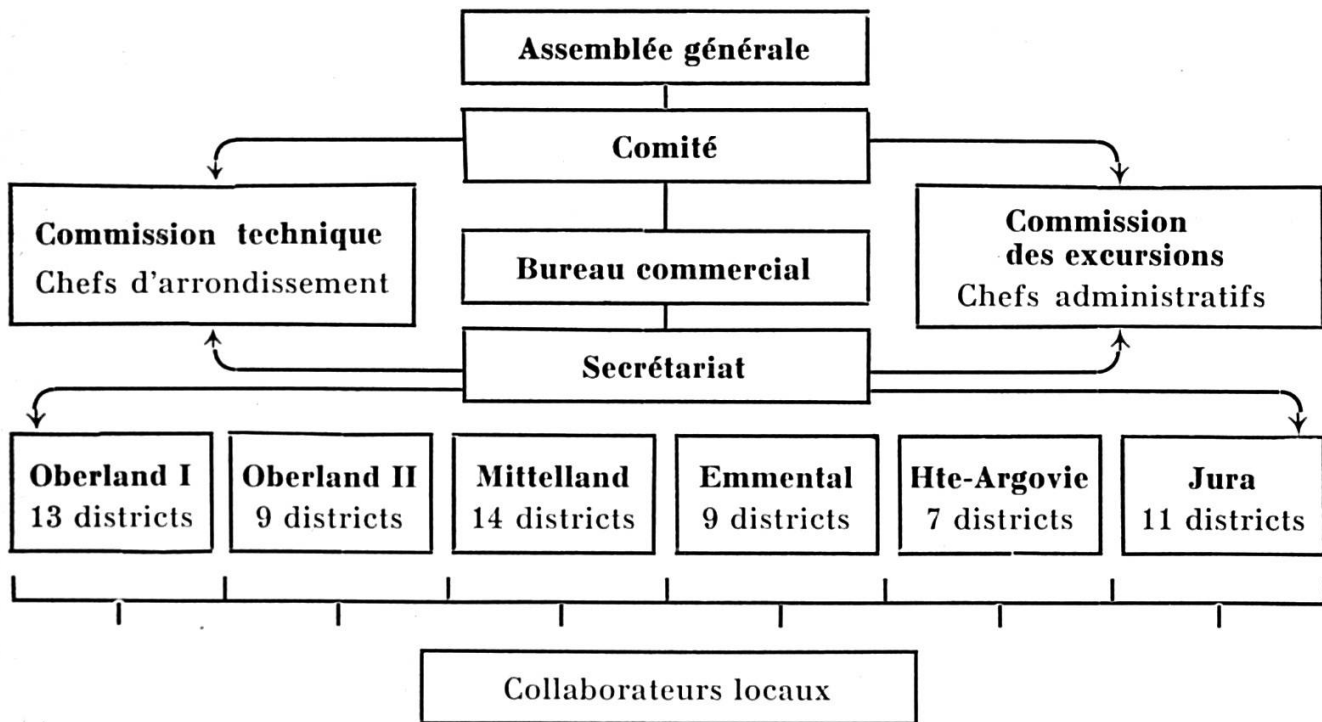 Assemblée générale
Comité
Commission technique
Chefs d'arrondissement
Bureau commercial
Commission
des excursions
Chefs administratifs
Secrétariat
Oberland I
13 districts
Oberland II
9 districts
Mittelland
14 districts
Emmental
9 districts
Hte-Argovie
7 districts
Jura
11 districts
Collaborateurs locaux